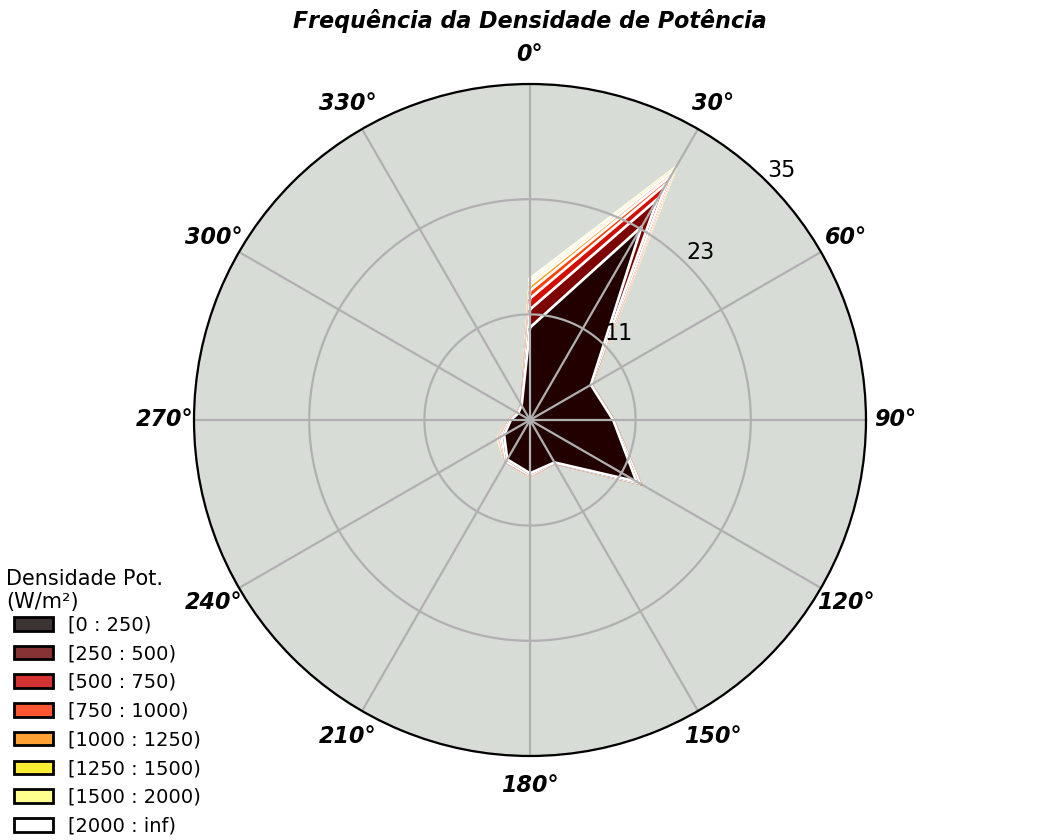 Frequência da Densidade de Potência
0°
330°
30°
35
300°
60°
23
11
270°
90°
Densidade Pot.
(W/m²)
240°
120°
[0 : 250)
[250 : 500)
[500 : 750)
[750 : 1000)
210°
150°
[1000 : 1250)
[1250 : 1500)
180°
[1500 : 2000)
[2000 : inf)